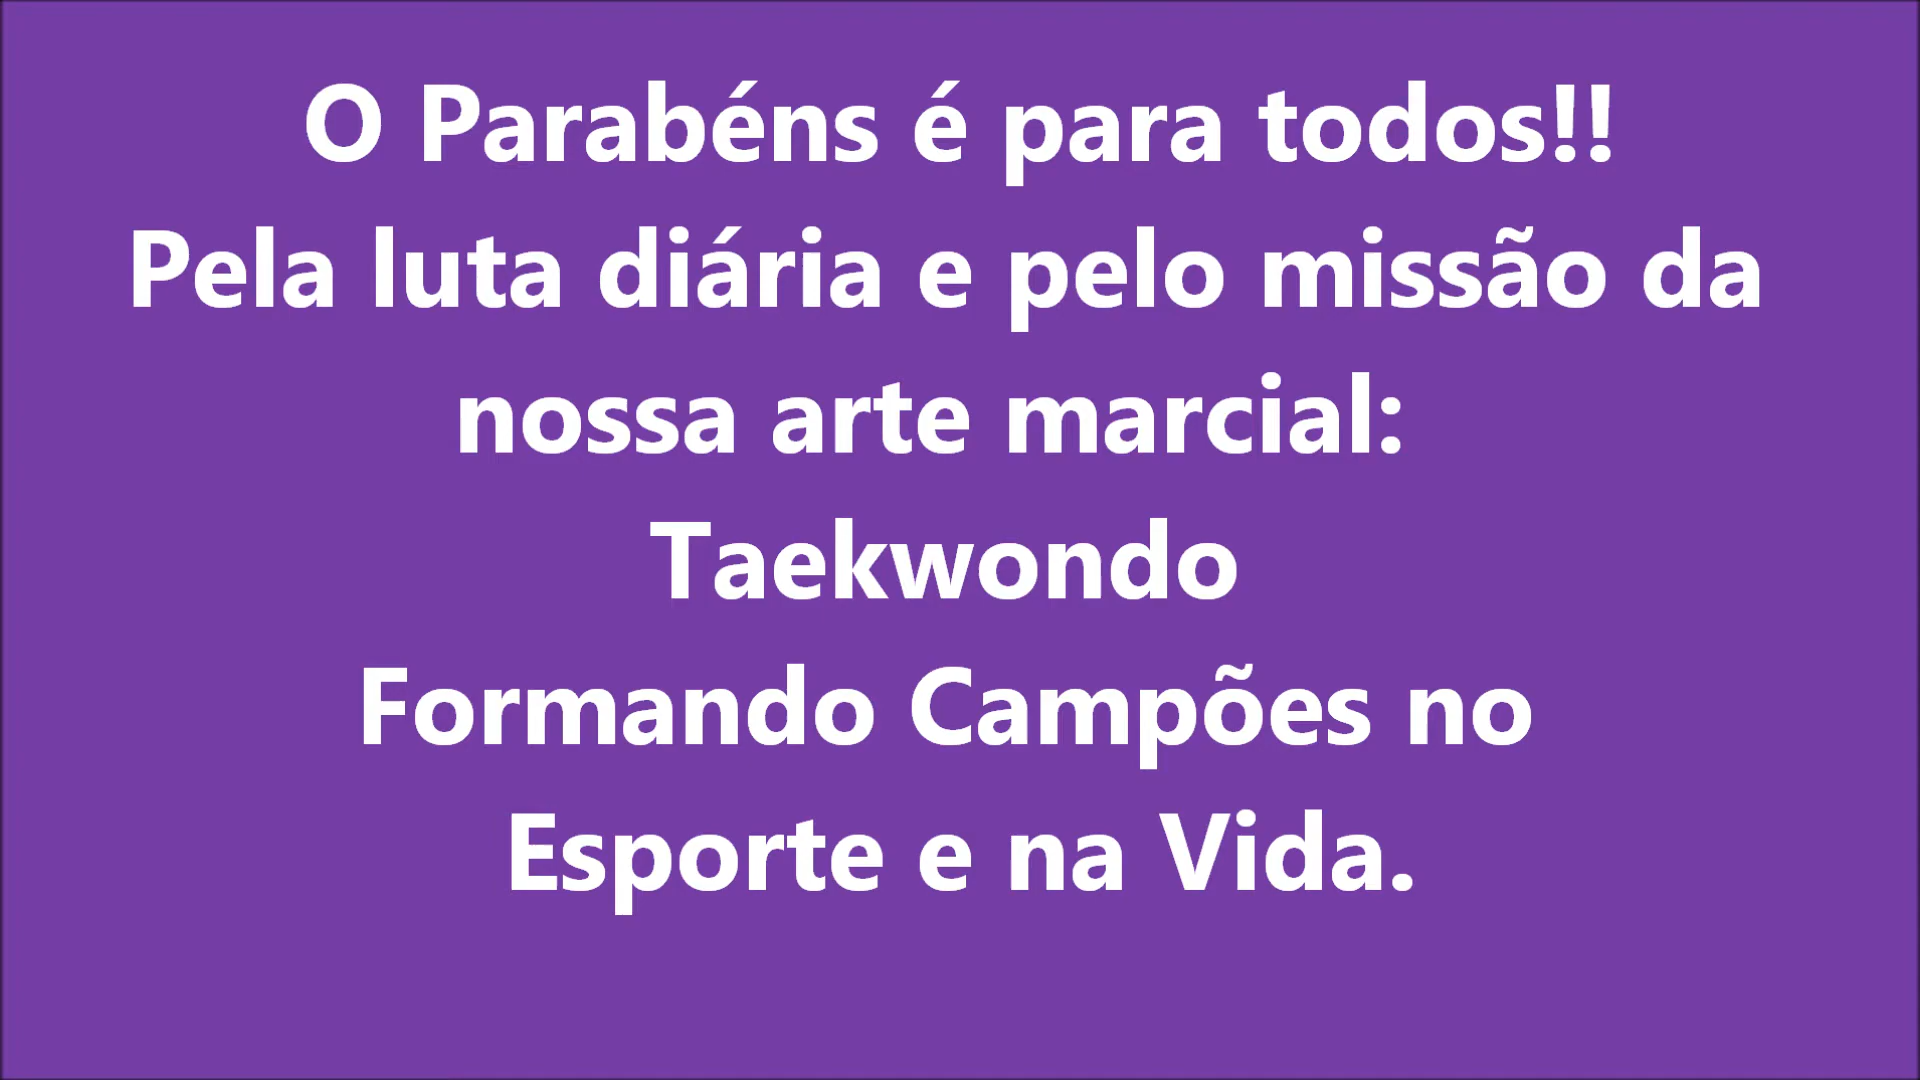 O Parabéns é para todos!!
Pela luta diária e pelo missão da
nossa arte marcial:
Taekwondo
Formando Campões no
Esporte e na Vida.